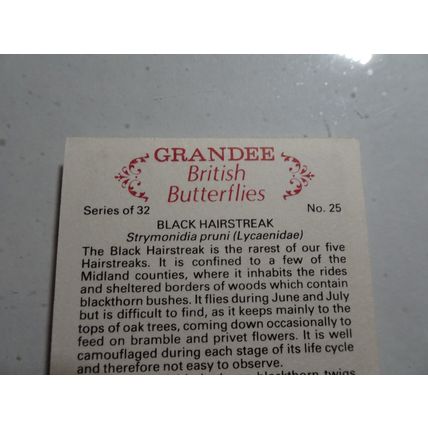 GRANDEE
British
Butterflies
Series of 32 No. 25
BLACK HAIRSTREAK
Strymonidia pruni (Lycaenidae)
The Black Hairstreak is the rarest of our five
Hairstreaks. It is confined to a few of the
Midland counties, where it inhabits the rides
and sheltered borders of woods which contain
blackthorn bushes. It flies during June and July
but is difficult to find, as it keeps mainly to the
tops of oak trees, coming down occasionally to
feed on bramble and privet flowers. It is well
camouflaged during each stage of its life cycle
and therefore not easy to observe.
blackthorn twigs